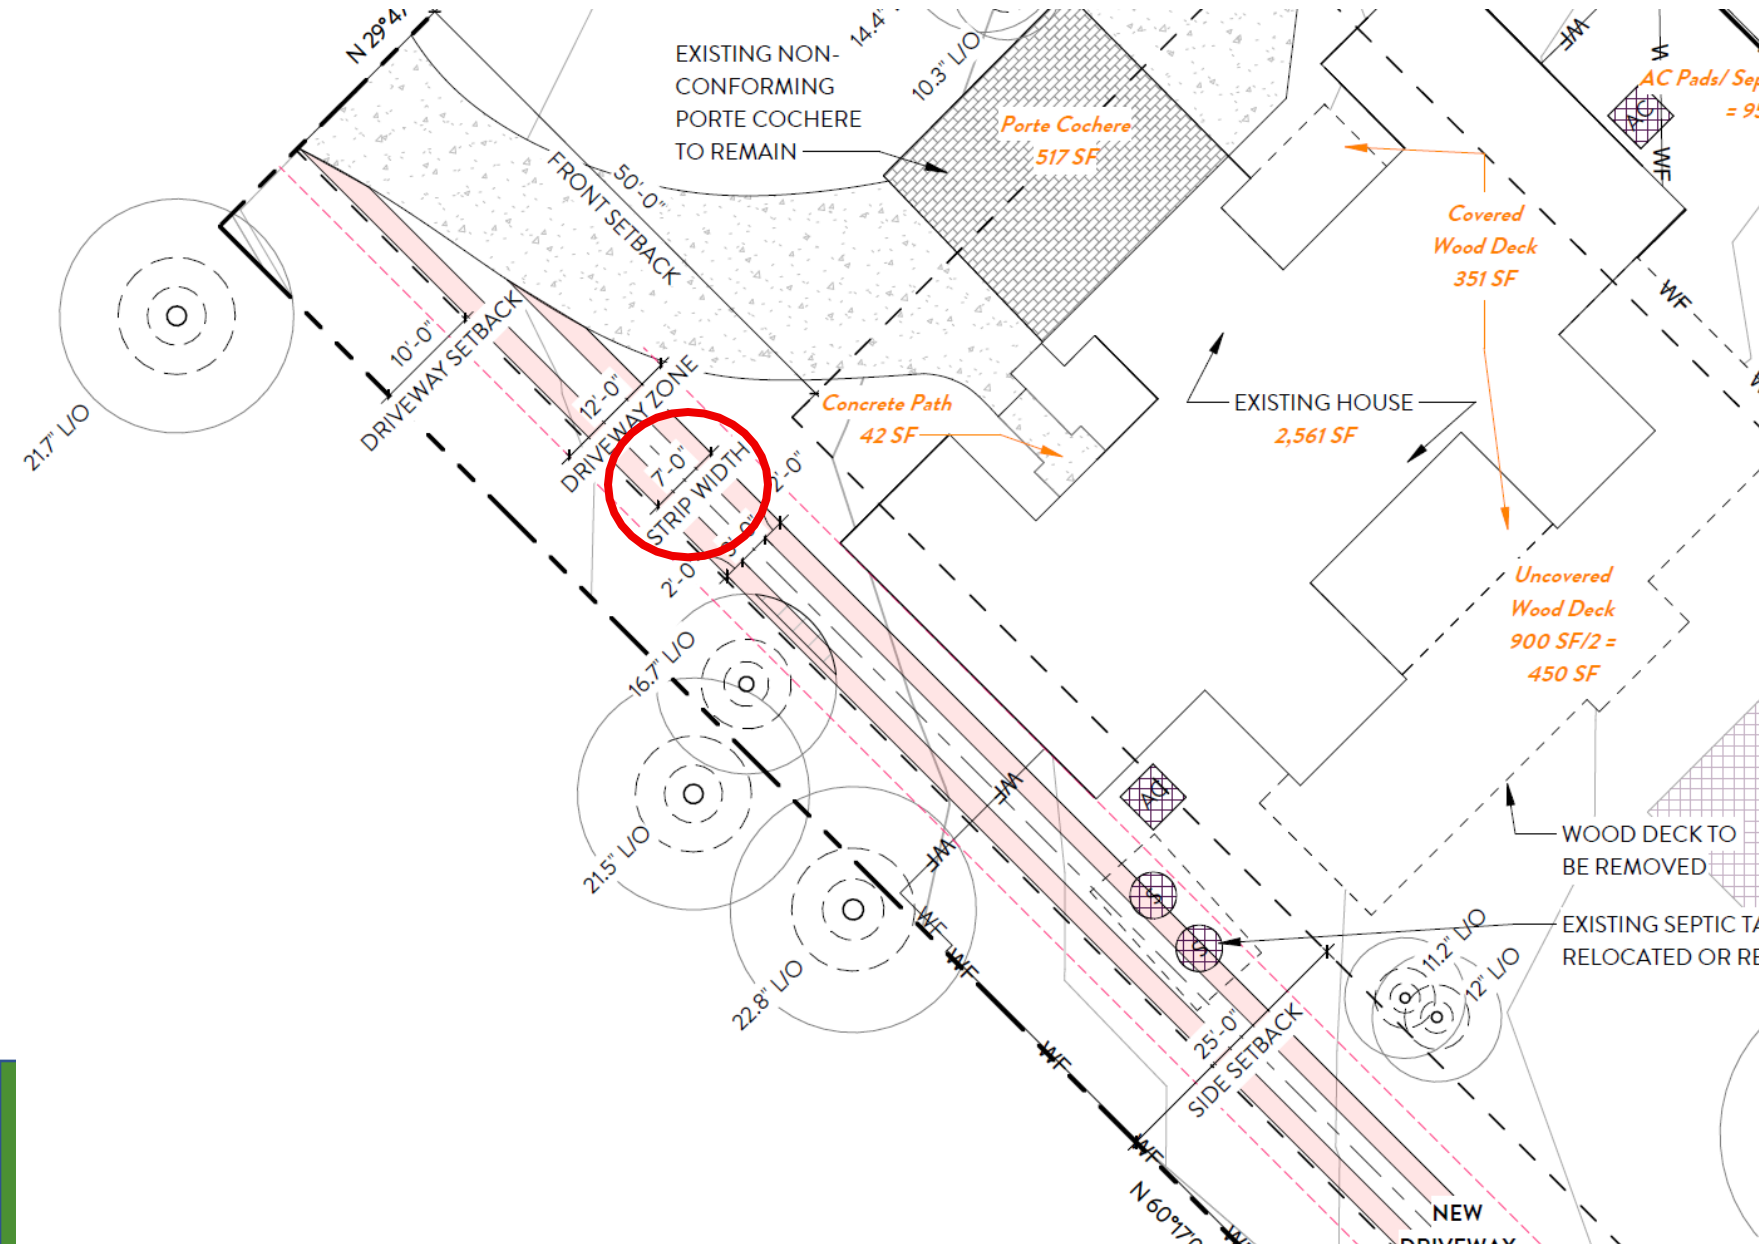 N 29°47'
14.4"
10.3" L/O
EXISTING NON-
CONFORMING
PORTE COCHERE
TO REMAIN
Porte Cochere
517 SF
WF
W
AC Pads/ Sep
= 95
AC
WF
50'-0"
FRONT SETBACK
Covered
Wood Deck
351 SF
WF
10'-0"
DRIVEWAY SETBACK
21.7" L/O
12'-0"
DRIVEWAY ZONE
7'-0"
STRIP WIDTH
2'-0"
2'-0"
Concrete Path
42 SF
EXISTING HOUSE
2,561 SF
Uncovered
Wood Deck
900 SF/2 =
450 SF
16.7" L/O
21.5" L/O
22.8" L/O
WF
WF
WF
WF
WF
WF
AC
S
S
WOOD DECK TO
BE REMOVED
EXISTING SEPTIC TA
RELOCATED OR RE
11.2" L/O
12" L/O
25'-0"
SIDE SETBACK
N 60°17'0
NEW
DRIVEWAY